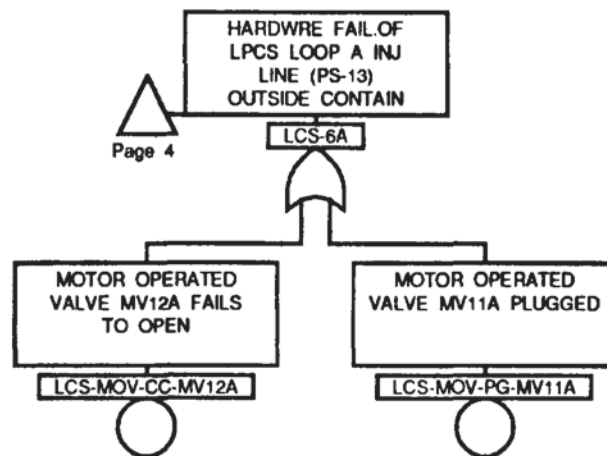 HARDWRE FAIL.OF
LPCS LOOP A INJ
LINE (PS-13)
OUTSIDE CONTAIN
Page 4
LCS-6A
MOTOR OPERATED
VALVE MV12A FAILS
TO OPEN
MOTOR OPERATED
VALVE MV11A PLUGGED
LCS-MOV-CC-MV12A
LCS-MOV-PG-MV11A